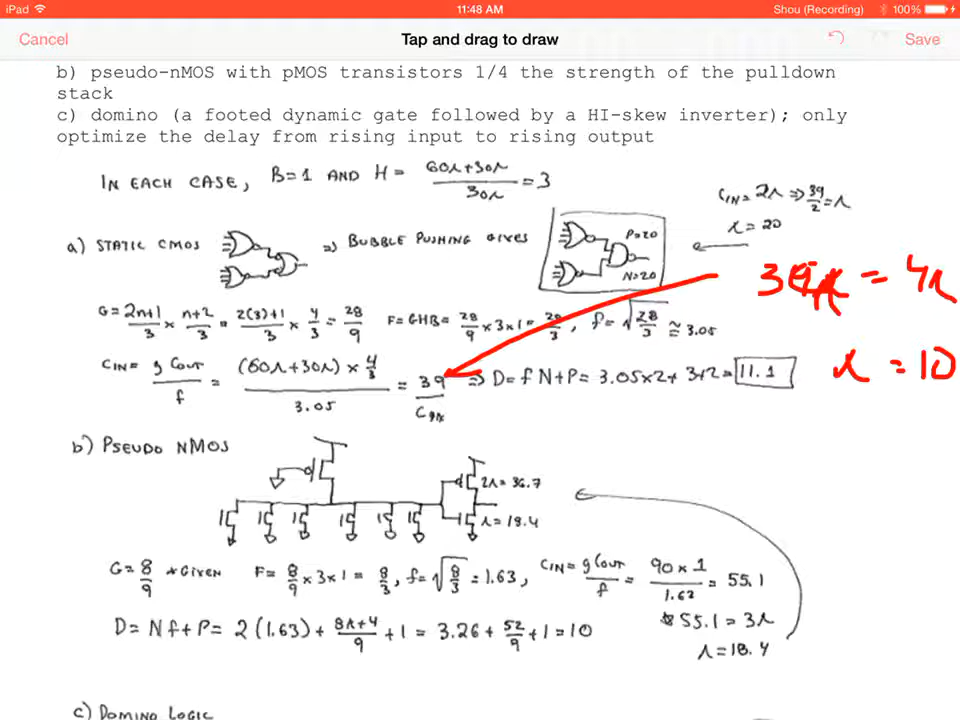 iPad 11:48 AM Shou (Recording) 100%
Cancel Tap and drag to draw Save
b) pseudo-nMOS with pMOS transistors 1/4 the strength of the pulldown
stack
c) domino (a footed dynamic gate followed by a HI-skew inverter); only
optimize the delay from rising input to rising output
IN EACH CASE, B=1 AND H= (60λ+30λ)/30λ = 3
CIN= 2λ => 39/2 = λ
λ = 20
a) STATIC CMOS => BUBBLE PUSHING GIVES P=20 N=20
= 4λ
G= 2n+1/3 × n+2/3 = 2(3)+1/3 × 4/3 = 28/9 F=GHB= 28/9 ×3×1= 28/3, f=√28/3 ≅ 3.05
λ = 10
CIN= g Cout/f = (60λ+30λ)×4/3 / 3.05 = 39 => D= f N+P= 3.05×2+ 3+2= 11.1
b) PSEUDO NMOS
2λ= 36.7
λ= 18.4
G= 8/9 *GIVEN F= 8/9 ×3×1= 8/3, f=√8/3 = 1.63, CIN= g Cout/f = 90×1/1.62 = 55.1
55.1 = 3λ
D= Nf+P= 2(1.63)+ 8λ+4/9 +1= 3.26+ 52/9 +1= 10
λ= 18.4
c) DOMINO LOGIC